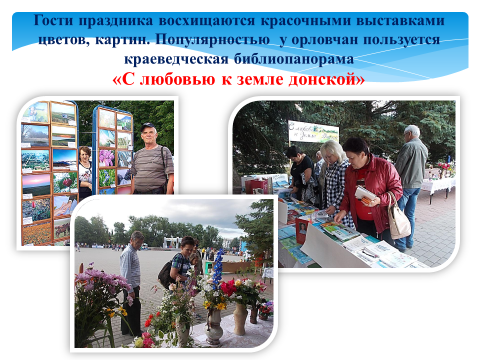 Гости праздника восхищаются красочными выставками
цветов, картин. Популярностью у орловчан пользуется
краеведческая библиопанорама
«С любовью к земле донской»